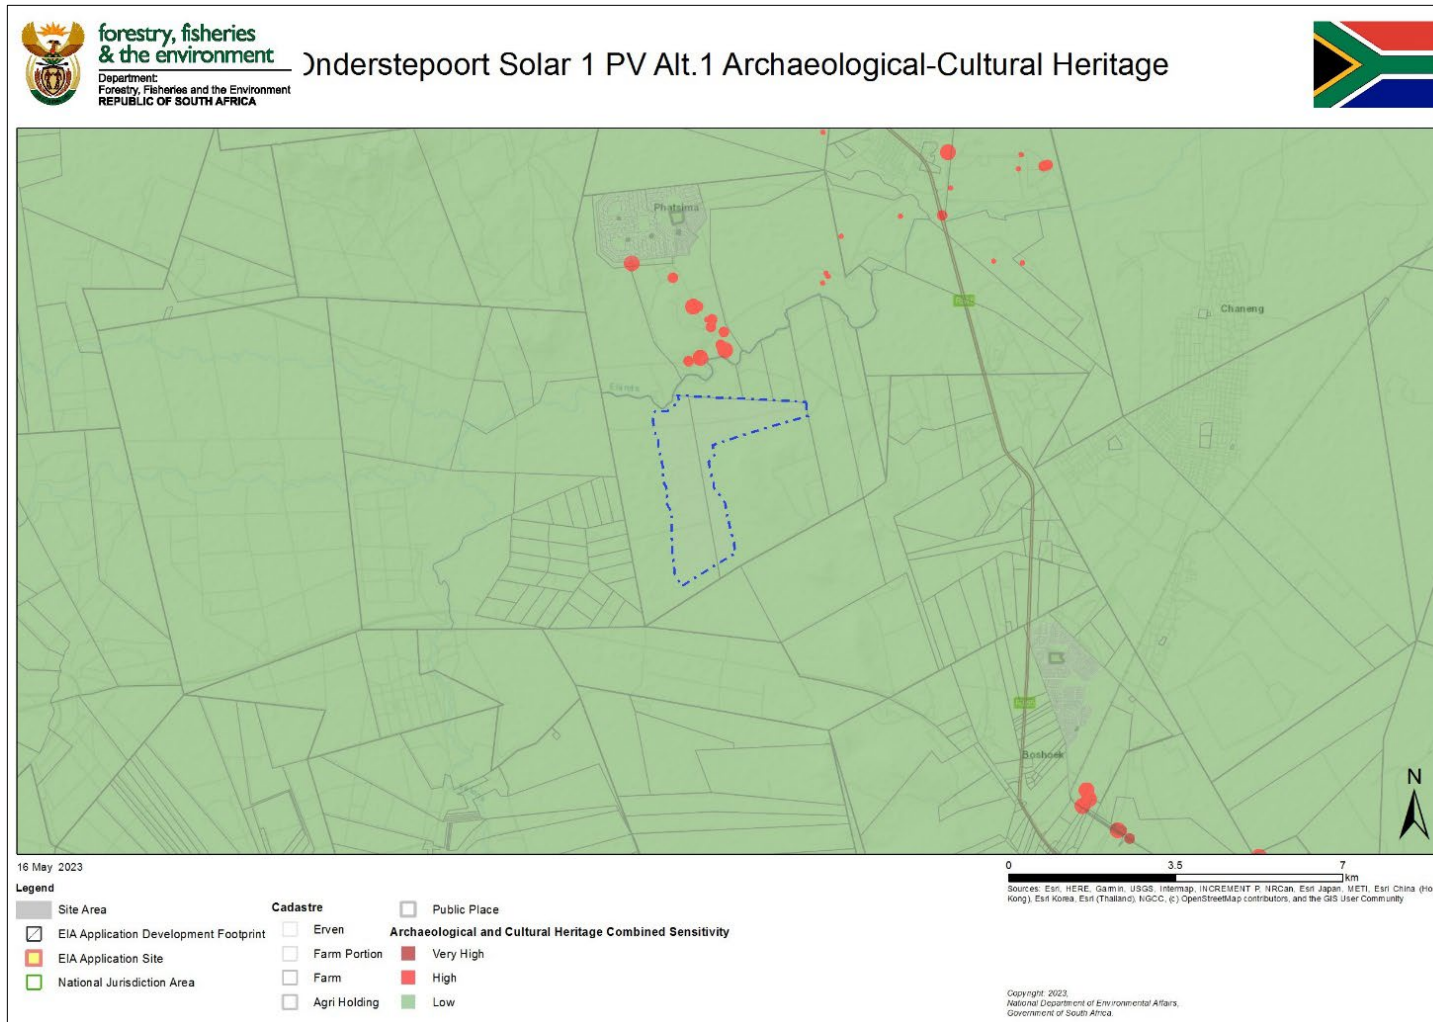 forestry, fisheries
& the environment
Department:
Forestry, Fisheries and the Environment
REPUBLIC OF SOUTH AFRICA
Onderstepoort Solar 1 PV Alt.1 Archaeological-Cultural Heritage
Phatsima
Chaneng
Elands
Boshoek
N
16 May 2023
0 3.5 7
km
Sources: Esri, HERE, Garmin, USGS, Intermap, INCREMENT P, NRCan, Esri Japan, METI, Esri China (Ho
Kong), Esri Korea, Esri (Thailand), NGCC, (c) OpenStreetMap contributors, and the GIS User Community
Legend
Site Area
EIA Application Development Footprint
EIA Application Site
National Jurisdiction Area
Cadastre
Erven
Farm Portion
Farm
Agri Holding
Public Place
Archaeological and Cultural Heritage Combined Sensitivity
Very High
High
Low
Copyright: 2023,
National Department of Environmental Affairs,
Government of South Africa.